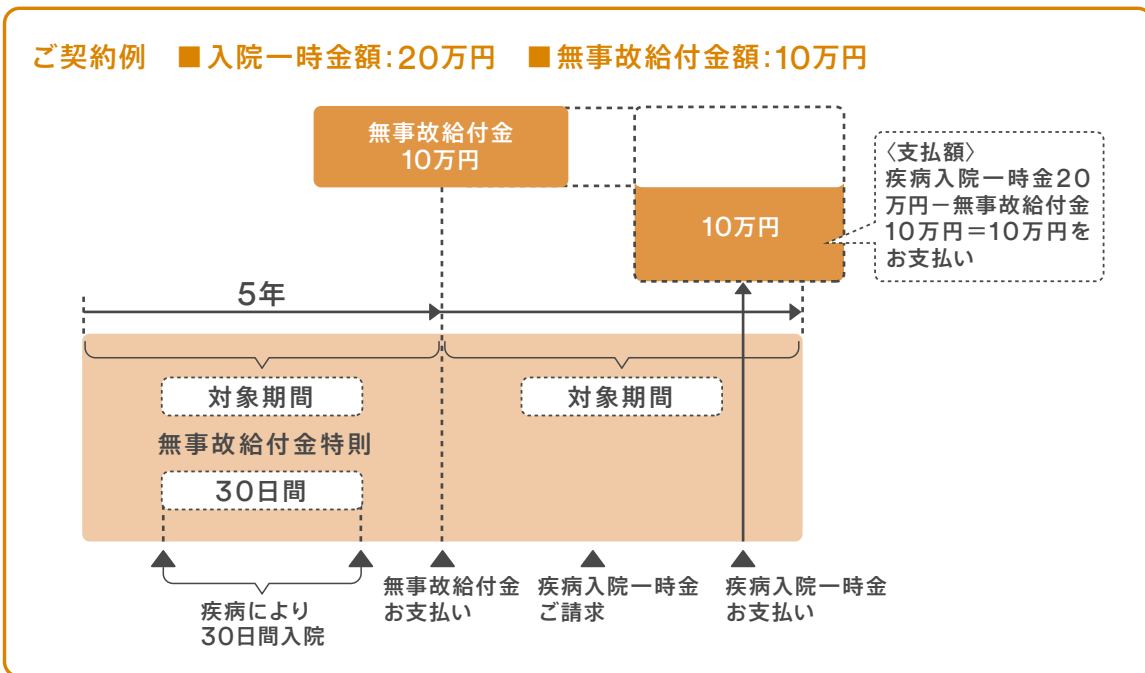 ご契約例 ■入院一時金額:20万円 ■無事故給付金額:10万円
無事故給付金
10万円
10万円
〈支払額〉
疾病入院一時金20
万円−無事故給付金
10万円=10万円を
お支払い
5年
対象期間
対象期間
無事故給付金特則
30日間
疾病により
30日間入院
無事故給付金
お支払い
疾病入院一時金
ご請求
疾病入院一時金
お支払い